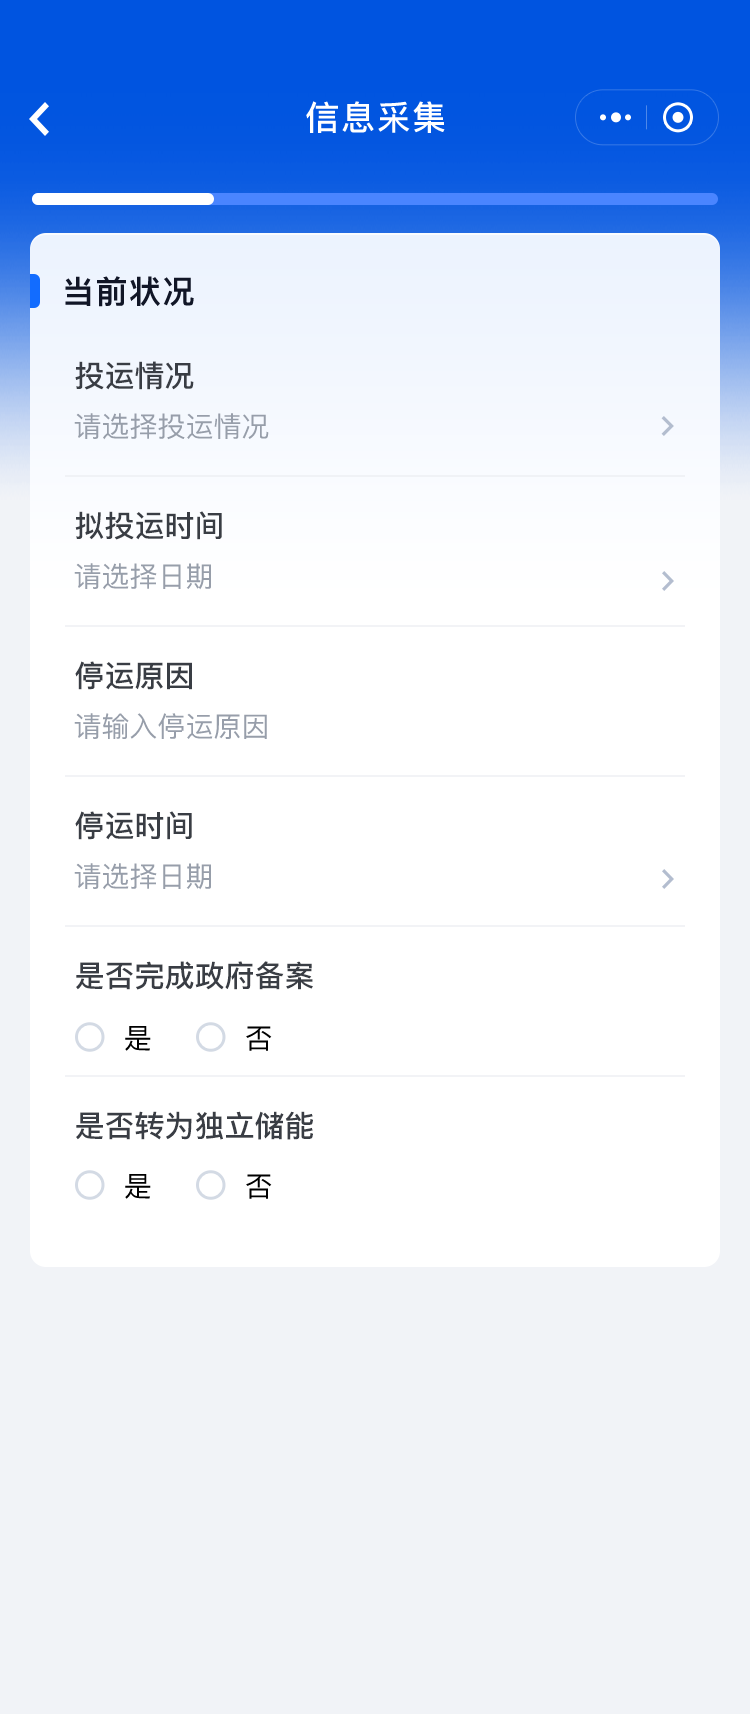 信息采集
当前状况
投运情况
请选择投运情况
拟投运时间
请选择日期
停运原因
请输入停运原因
停运时间
请选择日期
是否完成政府备案
是 否
是否转为独立储能
是 否